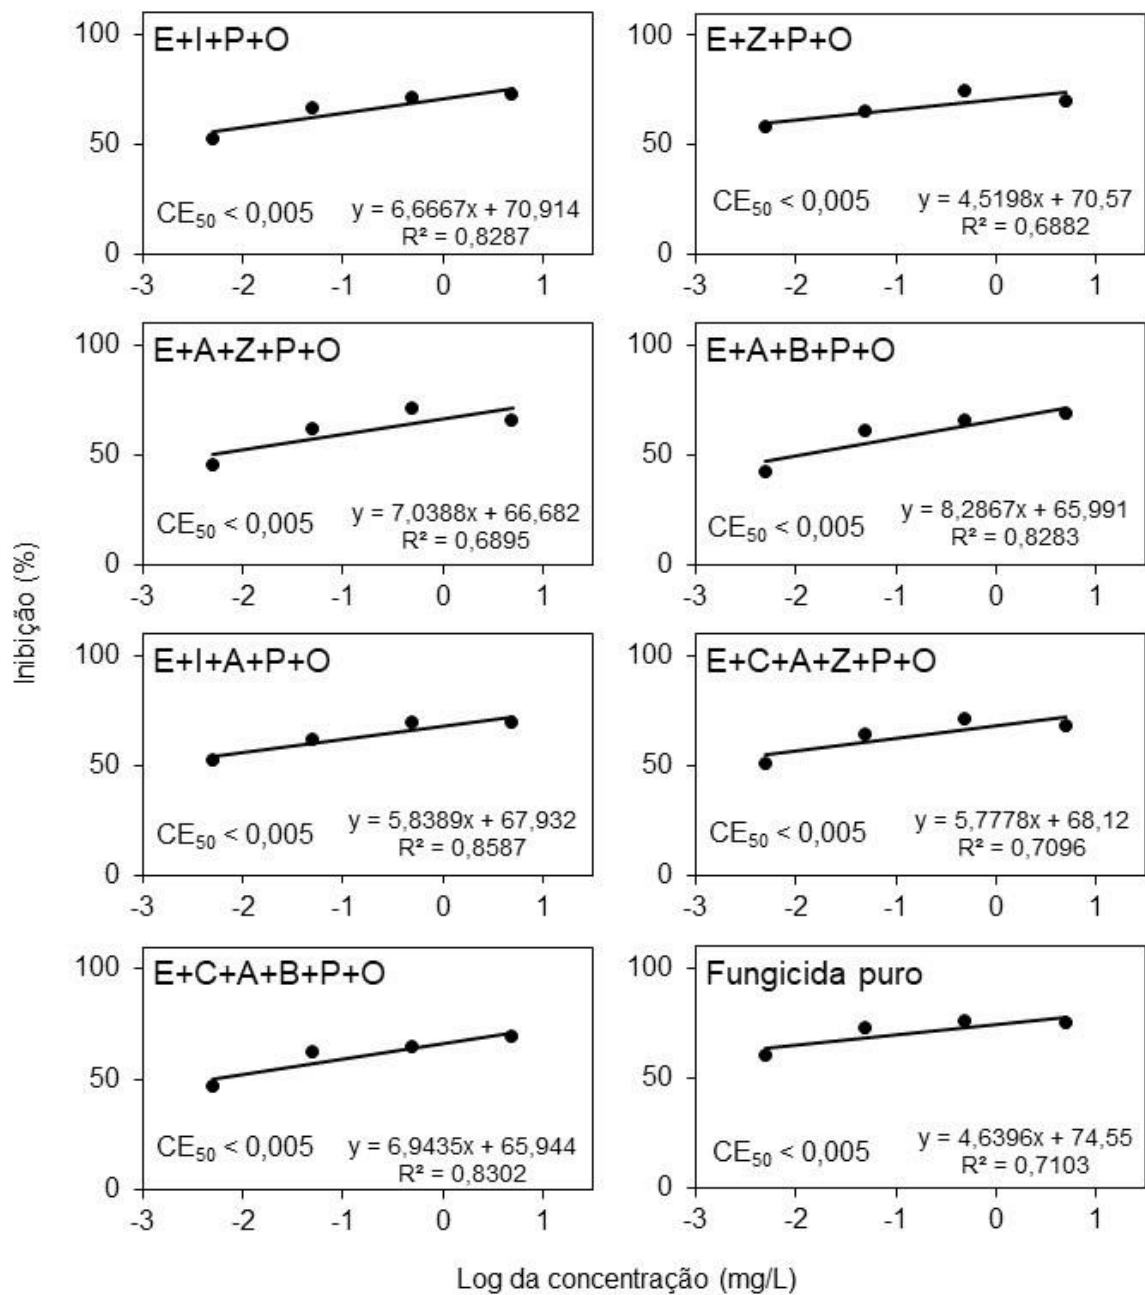 E+I+P+O
100
50
0
CE₅₀ < 0,005
y = 6,6667x + 70,914
R² = 0,8287
-3 -2 -1 0 1
E+Z+P+O
100
50
0
CE₅₀ < 0,005
y = 4,5198x + 70,57
R² = 0,6882
-3 -2 -1 0 1
E+A+Z+P+O
100
50
0
CE₅₀ < 0,005
y = 7,0388x + 66,682
R² = 0,6895
-3 -2 -1 0 1
E+A+B+P+O
100
50
0
CE₅₀ < 0,005
y = 8,2867x + 65,991
R² = 0,8283
-3 -2 -1 0 1
Inibição (%)
E+I+A+P+O
100
50
0
CE₅₀ < 0,005
y = 5,8389x + 67,932
R² = 0,8587
-3 -2 -1 0 1
E+C+A+Z+P+O
100
50
0
CE₅₀ < 0,005
y = 5,7778x + 68,12
R² = 0,7096
-3 -2 -1 0 1
E+C+A+B+P+O
100
50
0
CE₅₀ < 0,005
y = 6,9435x + 65,944
R² = 0,8302
-3 -2 -1 0 1
Fungicida puro
100
50
0
CE₅₀ < 0,005
y = 4,6396x + 74,55
R² = 0,7103
-3 -2 -1 0 1
Log da concentração (mg/L)